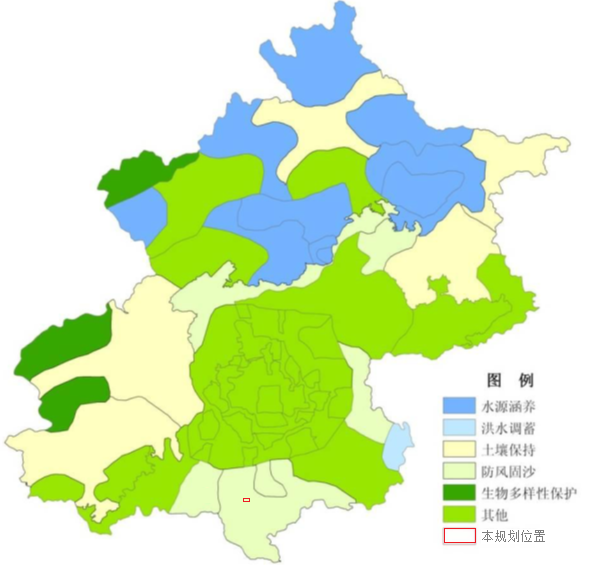 图 例
水源涵养
洪水调蓄
土壤保持
防风固沙
生物多样性保护
其他
本规划位置